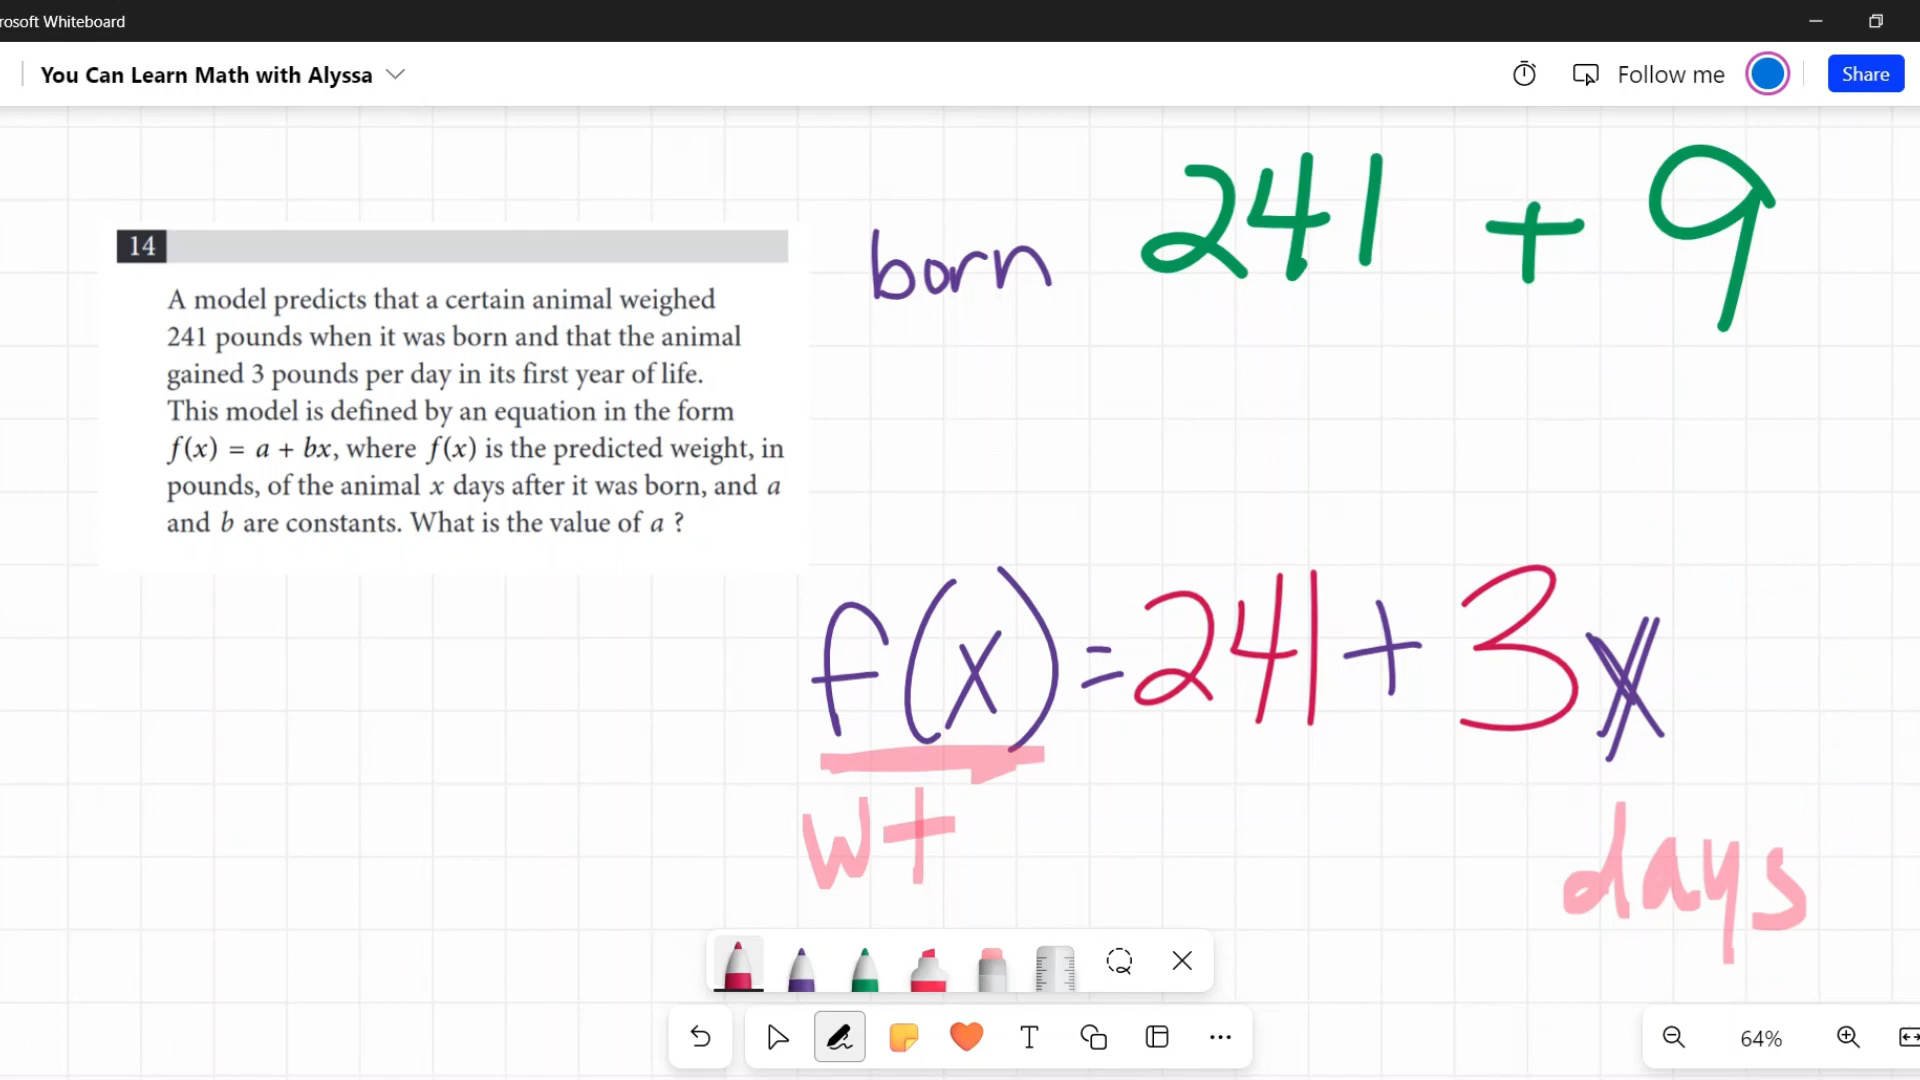 rosoft Whiteboard
You Can Learn Math with Alyssa
Follow me
Share
14
A model predicts that a certain animal weighed
241 pounds when it was born and that the animal
gained 3 pounds per day in its first year of life.
This model is defined by an equation in the form
f(x) = a + bx, where f(x) is the predicted weight, in
pounds, of the animal x days after it was born, and a
and b are constants. What is the value of a ?
born 241 + 9
f(x) = 241 + 3x
wt days
64%